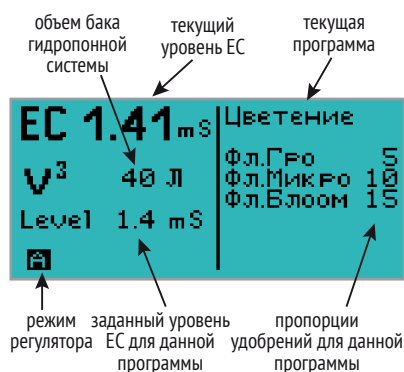 объем бака
гидропонной
системы
текущий
уровень ЕС
текущая
программа
EC 1.41 mS
V³ 40 Л
Level 1.4 mS
A
Цветение
Фл.Гро 5
Фл.Микро 10
Фл.Блоом 15
режим
регулятора
заданный уровень
ЕС для данной
программы
пропорции
удобрений для данной
программы